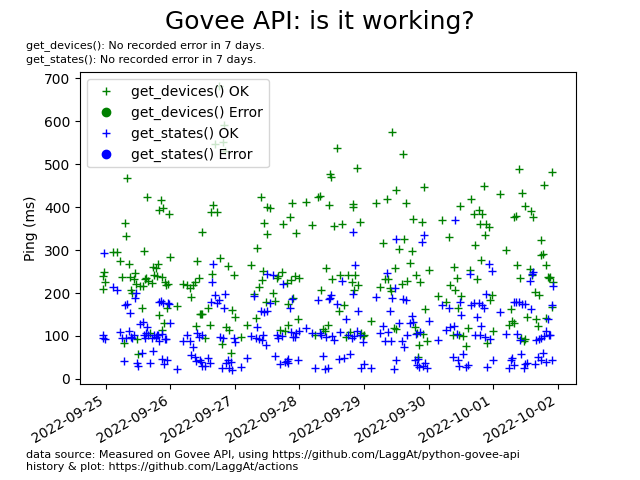 Govee API: is it working?
get_devices(): No recorded error in 7 days.
get_states(): No recorded error in 7 days.
get_devices() OK
get_devices() Error
get_states() OK
get_states() Error
Ping (ms)
700
600
500
400
300
200
100
0
2022-09-25
2022-09-26
2022-09-27
2022-09-28
2022-09-29
2022-09-30
2022-10-01
2022-10-02
data source: Measured on Govee API, using https://github.com/LaggAt/python-govee-api
history & plot: https://github.com/LaggAt/actions